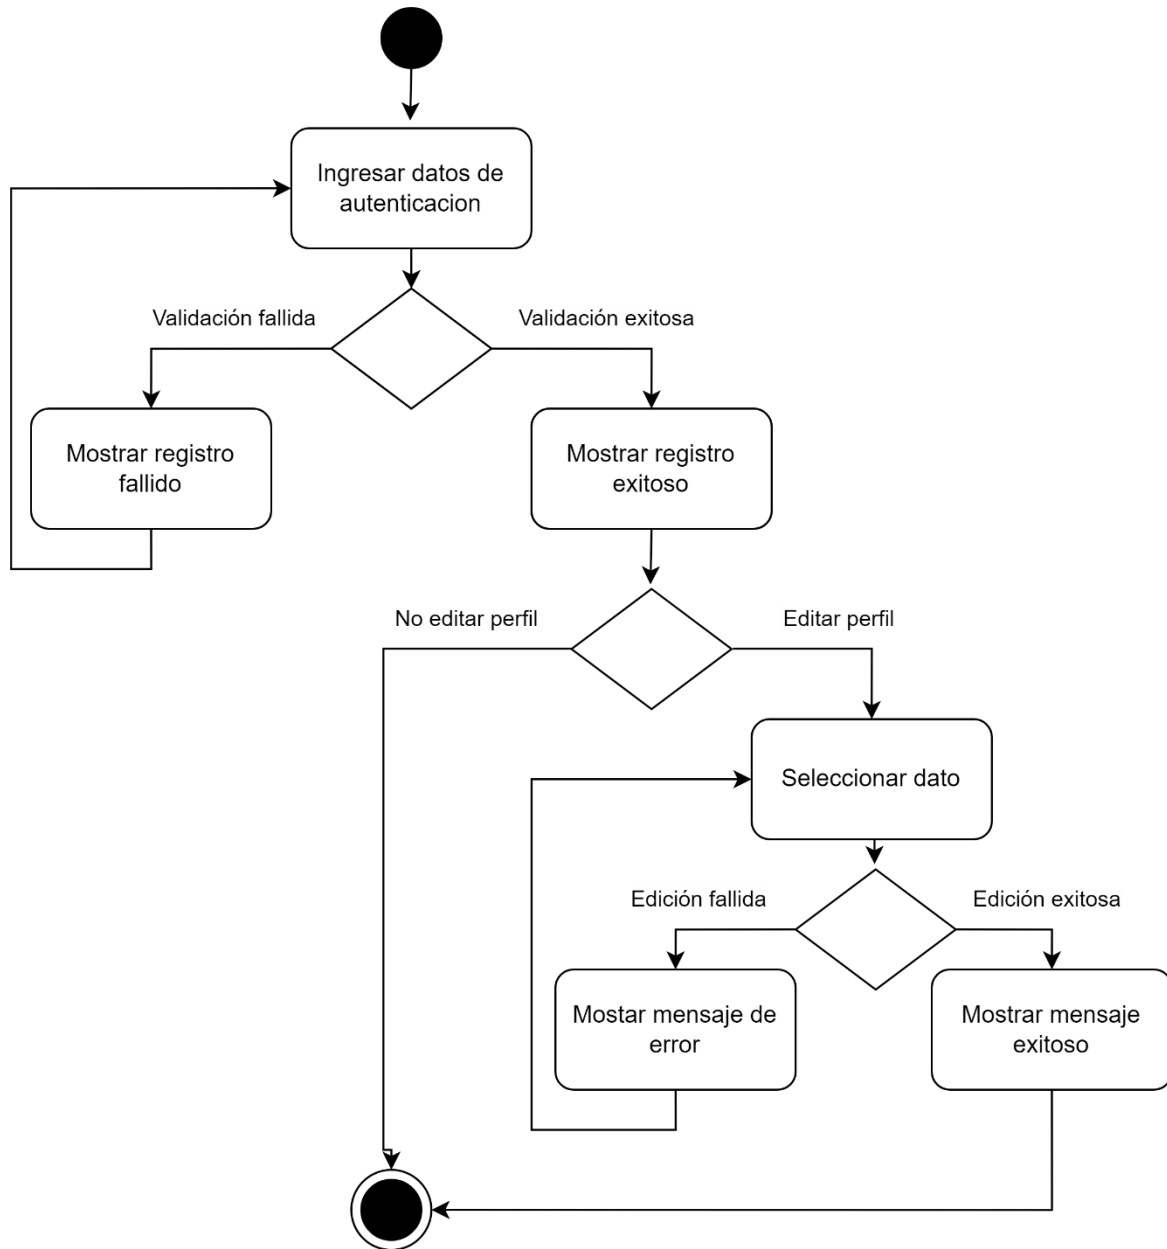 Ingresar datos de
autenticacion
Validación fallida
Validación exitosa
Mostrar registro
fallido
Mostrar registro
exitoso
No editar perfil
Editar perfil
Seleccionar dato
Edición fallida
Edición exitosa
Mostar mensaje de
error
Mostrar mensaje
exitoso